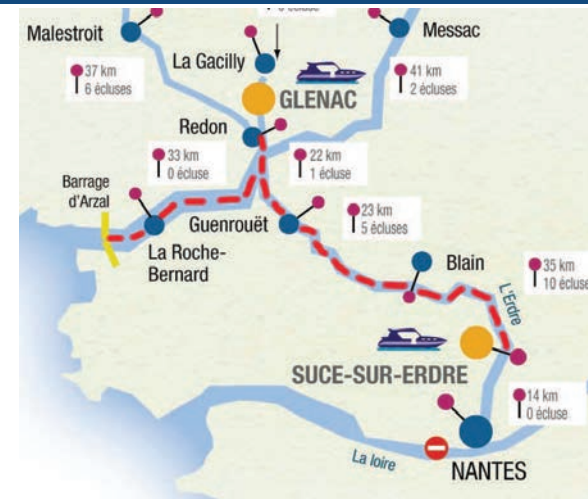 Malestroit
Messac
La Gacilly
37 km
6 écluses
41 km
2 écluses
GLENAC
Redon
33 km
0 écluse
22 km
1 écluse
Barrage
d'Arzal
Guenrouët
23 km
5 écluses
La Roche-
Bernard
Blain
35 km
10 écluse
L'Erdre
SUCE-SUR-ERDRE
14 km
0 écluse
La loire
NANTES